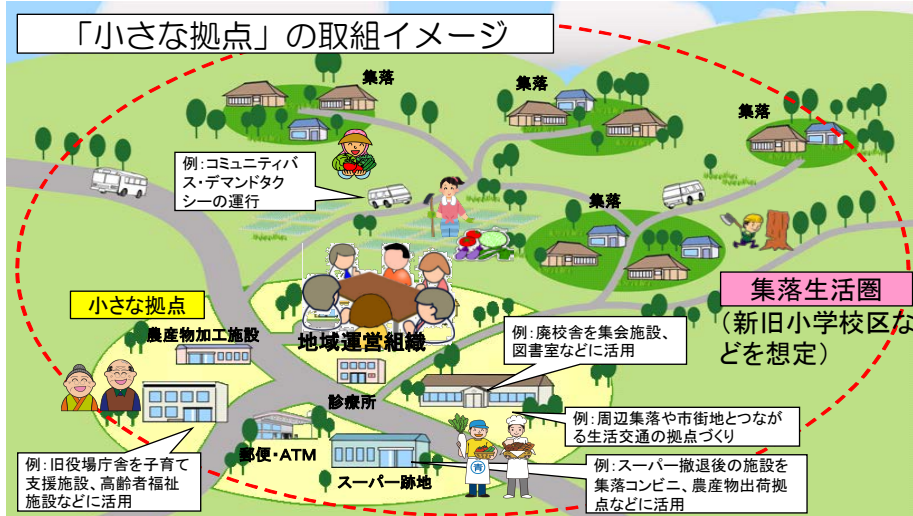 「小さな拠点」の取組イメージ
集落
集落
集落
例：コミュニティバ
ス・デマンドタク
シーの運行
集落
小さな拠点
集落生活圏
（新旧小学校区な
どを想定）
農産物加工施設
地域運営組織
例：廃校舎を集会施設、
図書室などに活用
診療所
例：周辺集落や市街地とつなが
る生活交通の拠点づくり
郵便・ATM
例：旧役場庁舎を子育て
支援施設、高齢者福祉
施設などに活用
スーパー跡地
青
例：スーパー撤退後の施設を
集落コンビニ、農産物出荷拠
点などに活用